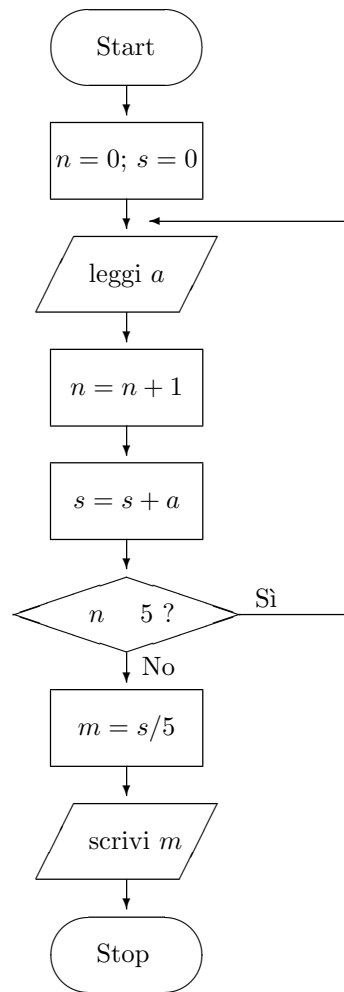 Start
n = 0; s = 0
leggi a
n = n + 1
s = s + a
n 5 ?
Sì
No
m = s/5
scrivi m
Stop